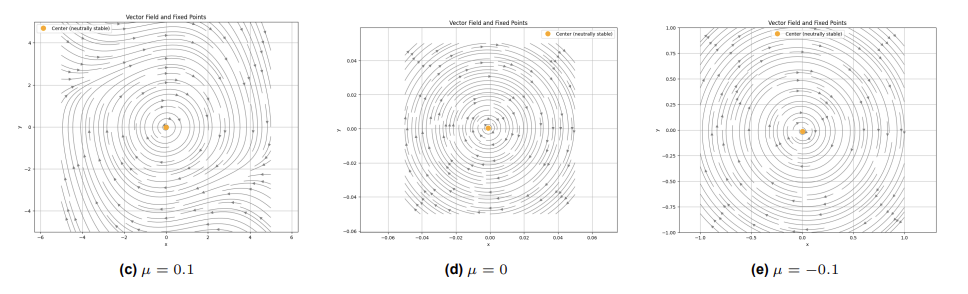 Vector Field and Fixed Points
Center (neutrally stable)
4
2
0
−2
−4
y
−6 −4 −2 0 2 4 6
x
(c) μ = 0.1
Vector Field and Fixed Points
Center (neutrally stable)
0.04
0.02
0.00
−0.02
−0.04
−0.06
y
−0.06 −0.04 −0.02 0.00 0.02 0.04 0.06
x
(d) μ = 0
Vector Field and Fixed Points
Center (neutrally stable)
1.00
0.75
0.50
0.25
0.00
−0.25
−0.50
−0.75
−1.00
y
−1.0 −0.5 0.0 0.5 1.0
x
(e) μ = −0.1